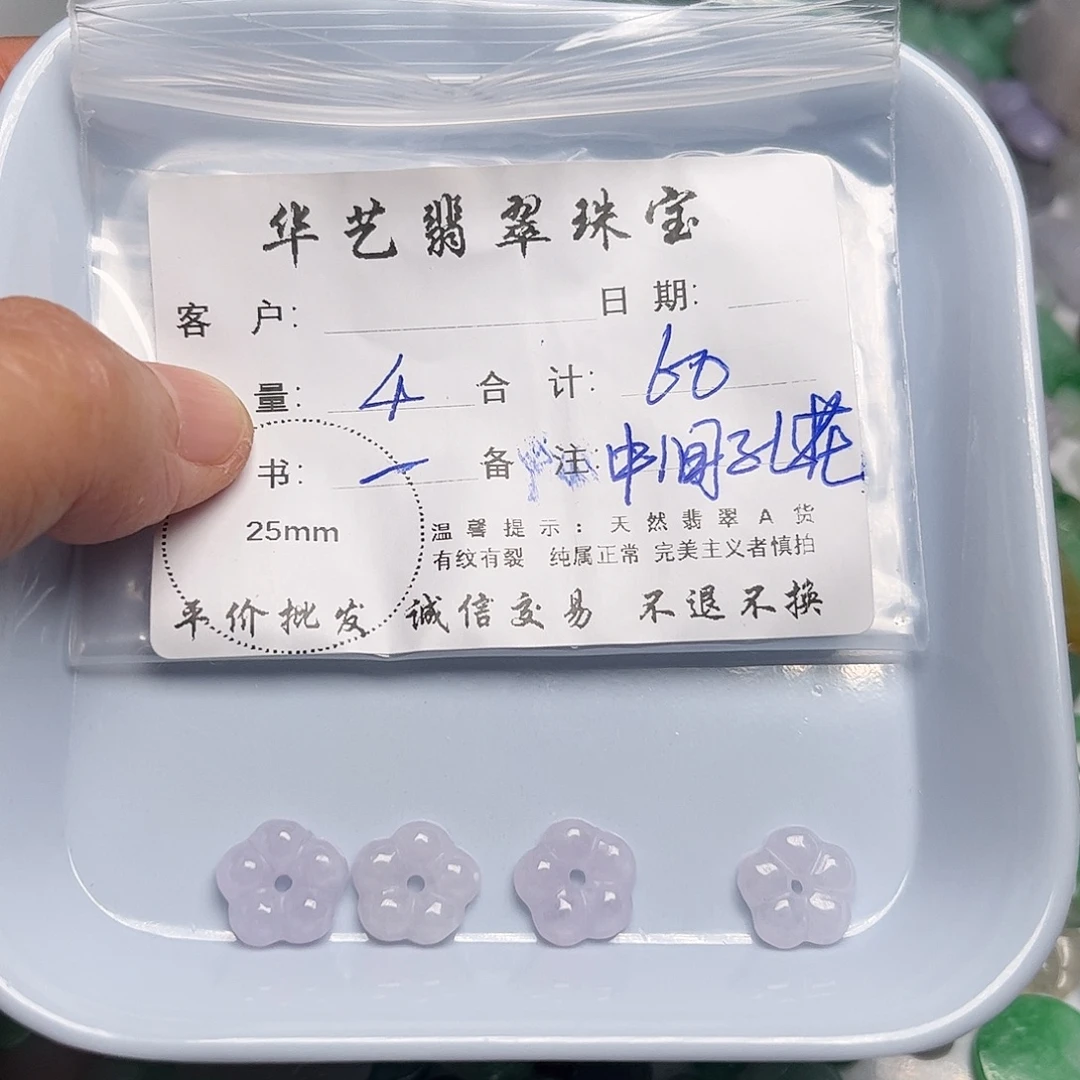 华艺翡翠珠宝
客 户: 日期:
量: 4 合 计: 60
书: 一 备 注: 中间孔花
25mm
温馨提示:天然翡翠A货
有纹有裂 纯属正常 完美主义者慎拍
平价批发 诚信交易 不退不换